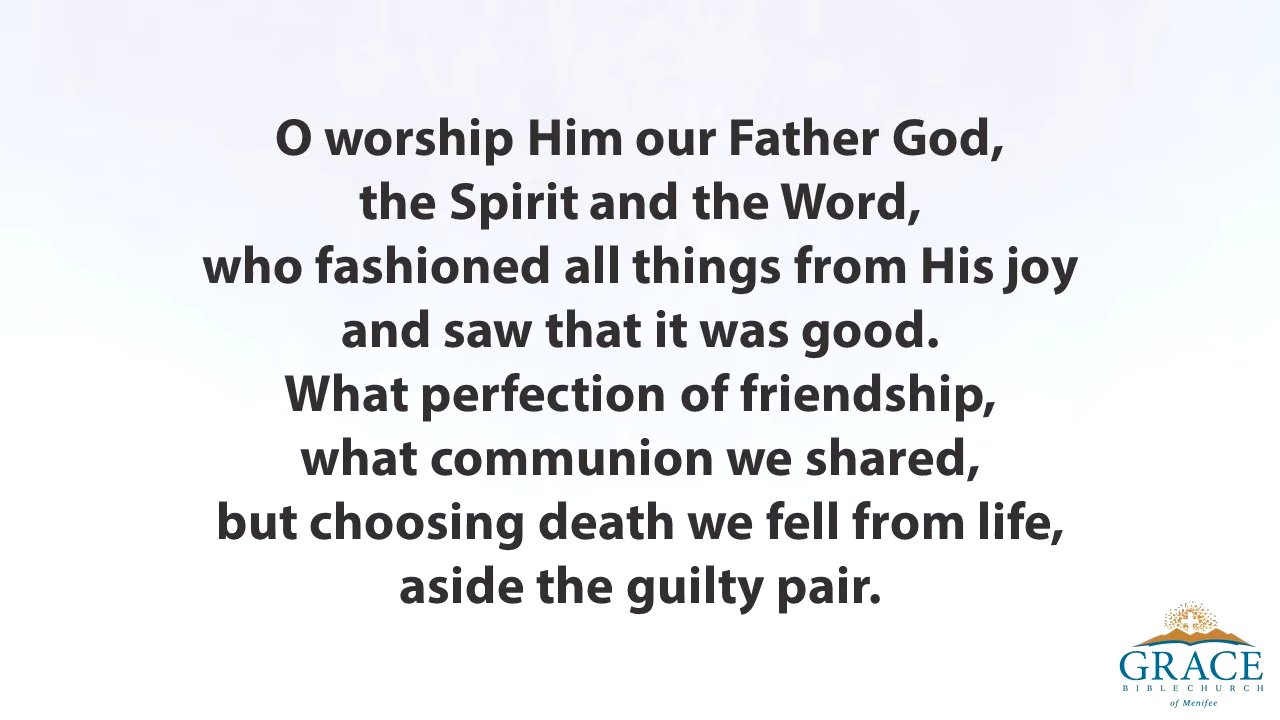 O worship Him our Father God,
the Spirit and the Word,
who fashioned all things from His joy
and saw that it was good.
What perfection of friendship,
what communion we shared,
but choosing death we fell from life,
aside the guilty pair.
GRACE
BIBLE CHURCH
of Menifee